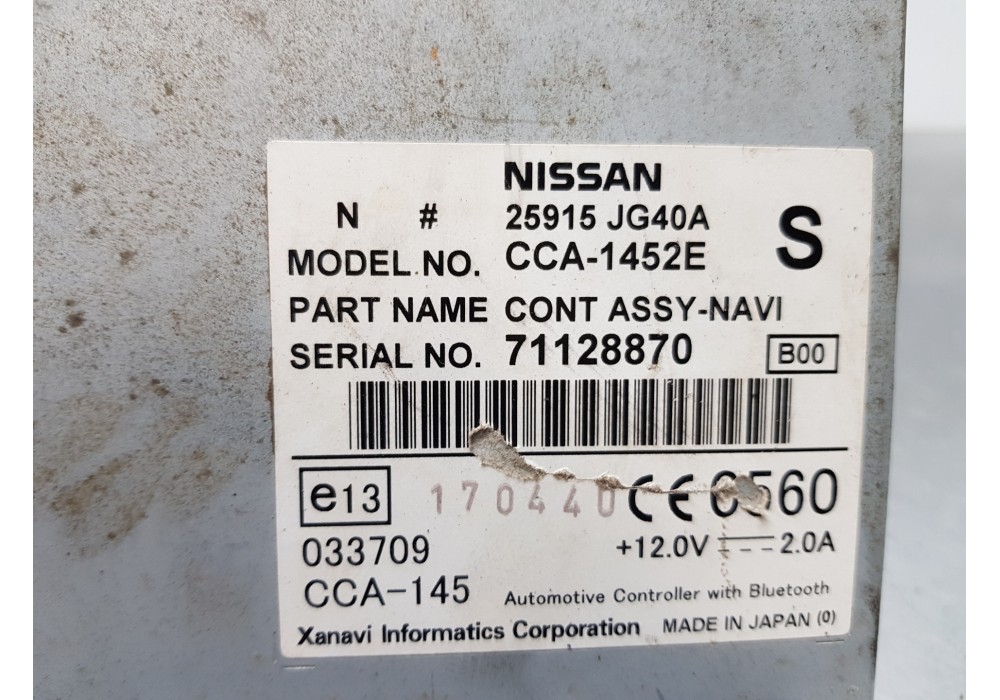 NISSAN
N # 25915 JG40A S
MODEL NO. CCA-1452E
PART NAME CONT ASSY-NAVI
SERIAL NO. 71128870 B00
e13 170440 CE 0560
033709 +12.0V 2.0A
CCA-145 Automotive Controller with Bluetooth
Xanavi Informatics Corporation MADE IN JAPAN (0)